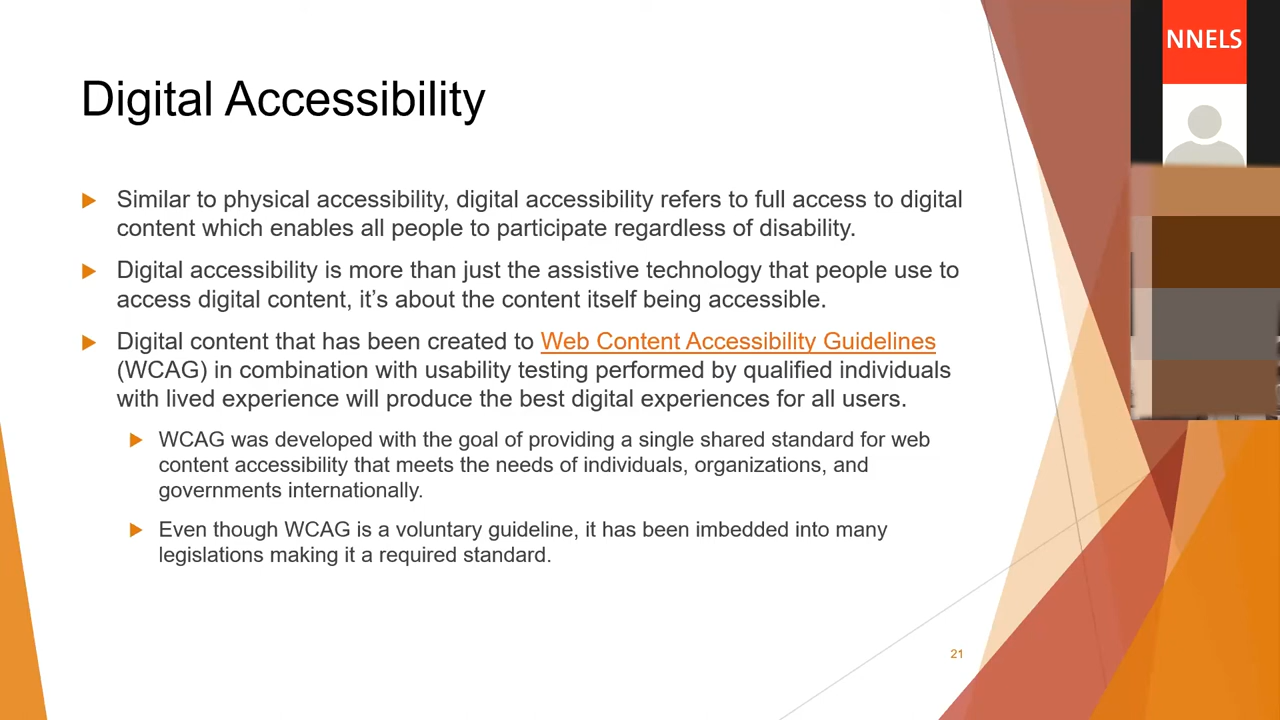 Digital Accessibility
Similar to physical accessibility, digital accessibility refers to full access to digital
content which enables all people to participate regardless of disability.
Digital accessibility is more than just the assistive technology that people use to
access digital content, it’s about the content itself being accessible.
Digital content that has been created to Web Content Accessibility Guidelines
(WCAG) in combination with usability testing performed by qualified individuals
with lived experience will produce the best digital experiences for all users.
WCAG was developed with the goal of providing a single shared standard for web
content accessibility that meets the needs of individuals, organizations, and
governments internationally.
Even though WCAG is a voluntary guideline, it has been imbedded into many
legislations making it a required standard.
21
NNELS